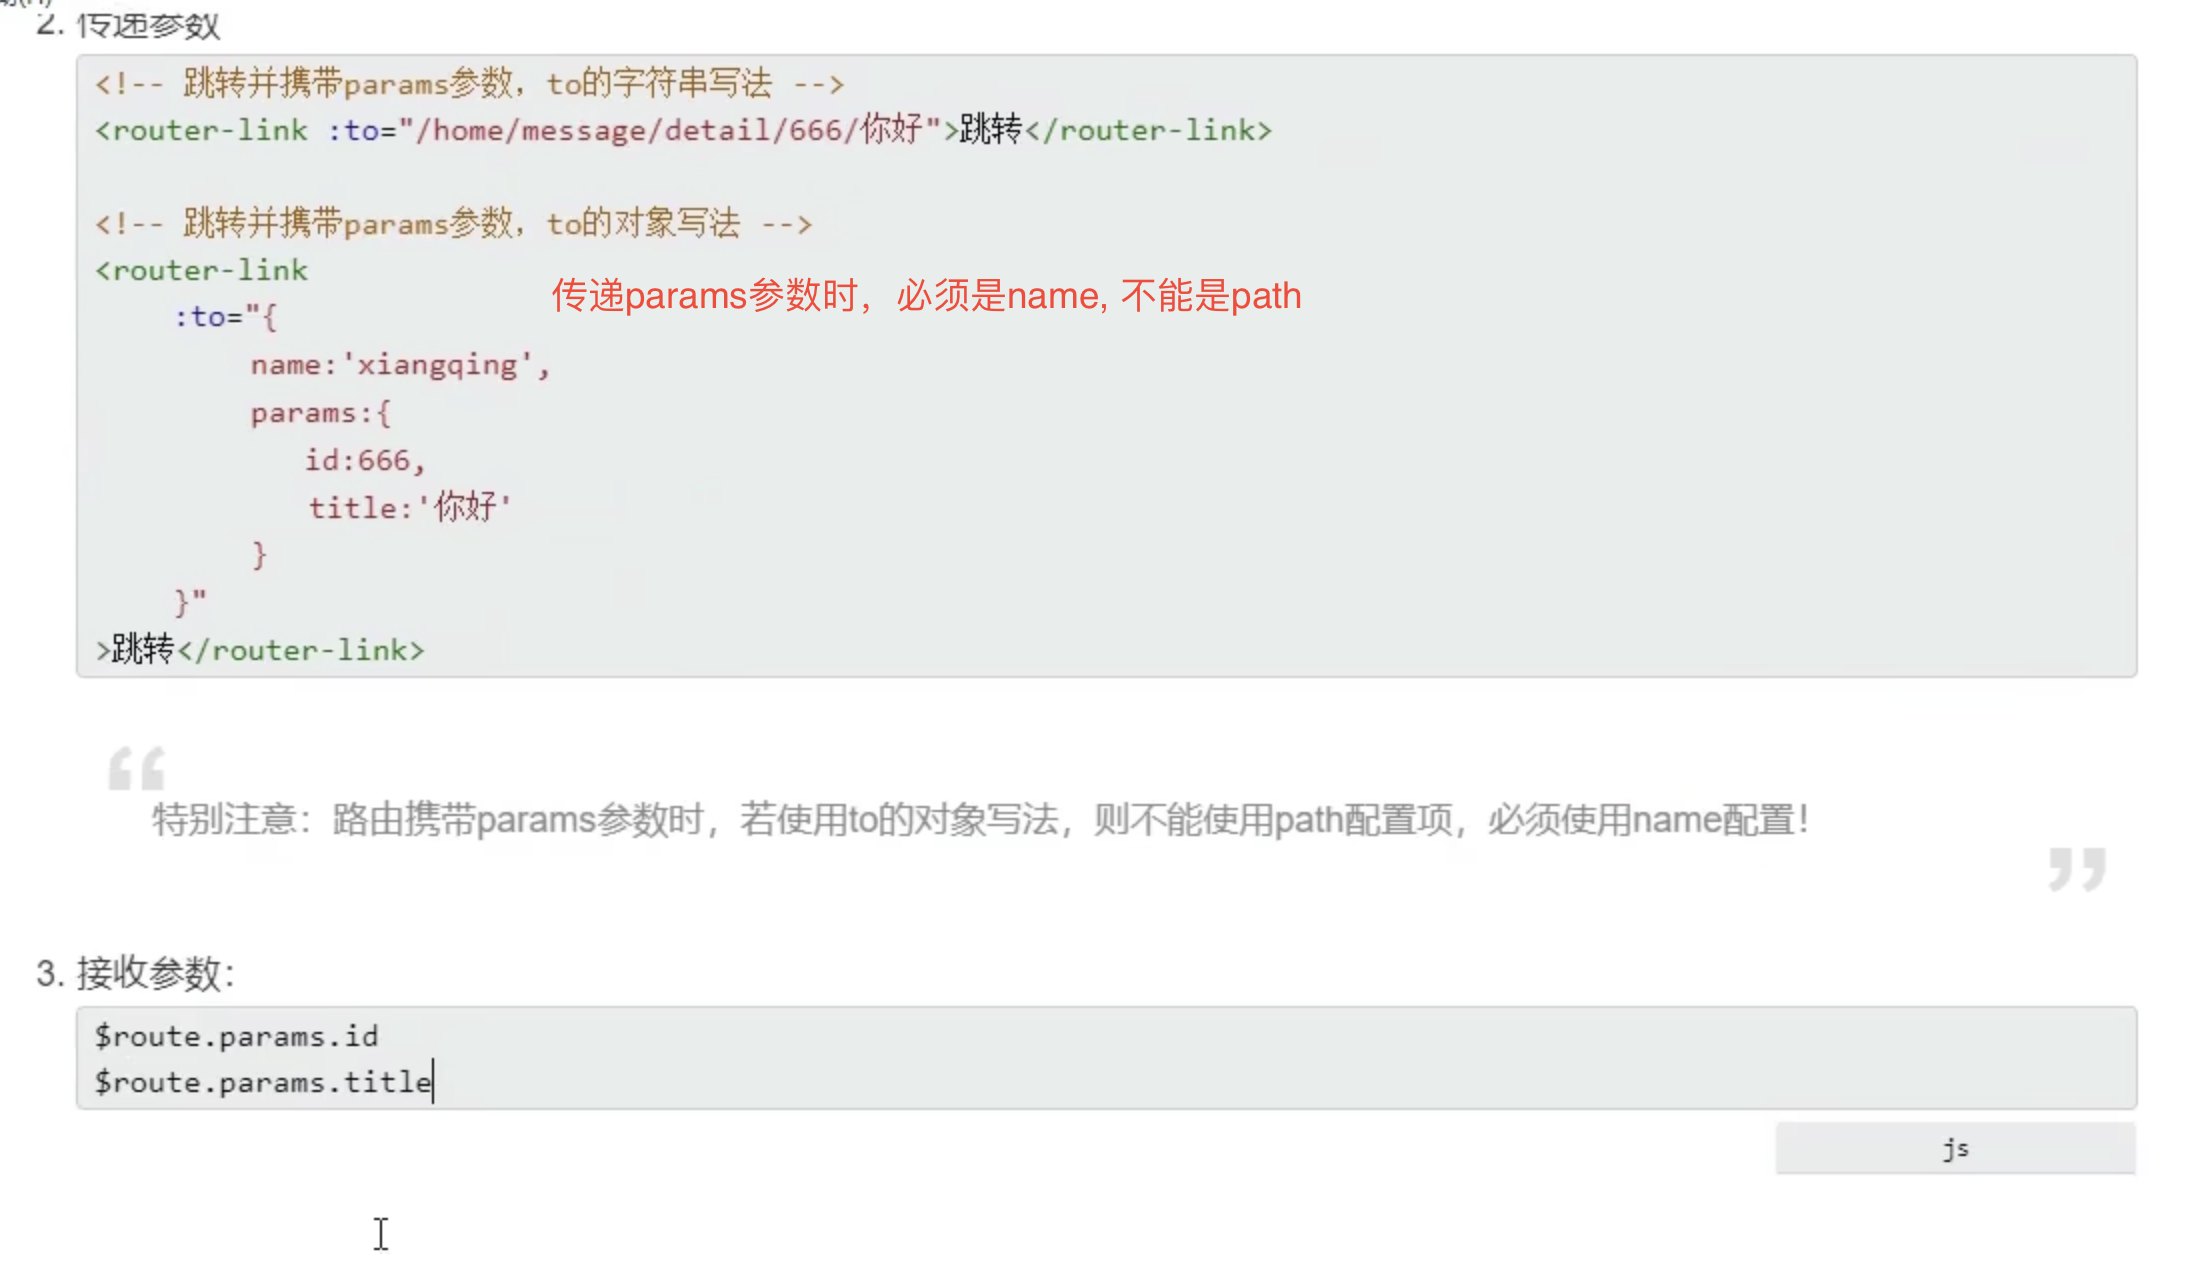 2. 传递参数
<!-- 跳转并携带params参数，to的字符串写法 -->
<router-link :to="/home/message/detail/666/你好">跳转</router-link>
<!-- 跳转并携带params参数，to的对象写法 -->
<router-link
传递params参数时，必须是name, 不能是path
:to="{
name:'xiangqing',
params:{
id:666,
title:'你好'
}
}"
>跳转</router-link>
“
特别注意：路由携带params参数时，若使用to的对象写法，则不能使用path配置项，必须使用name配置！
”
3. 接收参数：
$route.params.id
$route.params.title
js